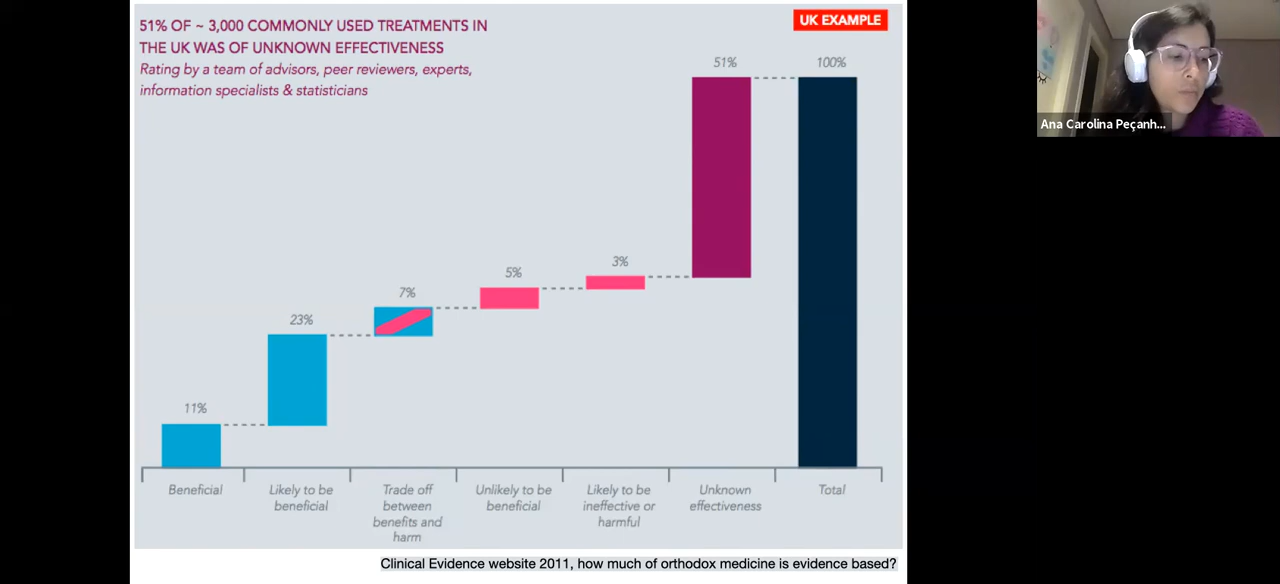 51% OF ~ 3,000 COMMONLY USED TREATMENTS IN
THE UK WAS OF UNKNOWN EFFECTIVENESS
Rating by a team of advisors, peer reviewers, experts,
information specialists & statisticians
UK EXAMPLE
11%
23%
7%
5%
3%
51%
100%
Beneficial
Likely to be
beneficial
Trade off
between
benefits and
harm
Unlikely to be
beneficial
Likely to be
ineffective or
harmful
Unknown
effectiveness
Total
Clinical Evidence website 2011, how much of orthodox medicine is evidence based?
Ana Carolina Peçanh...